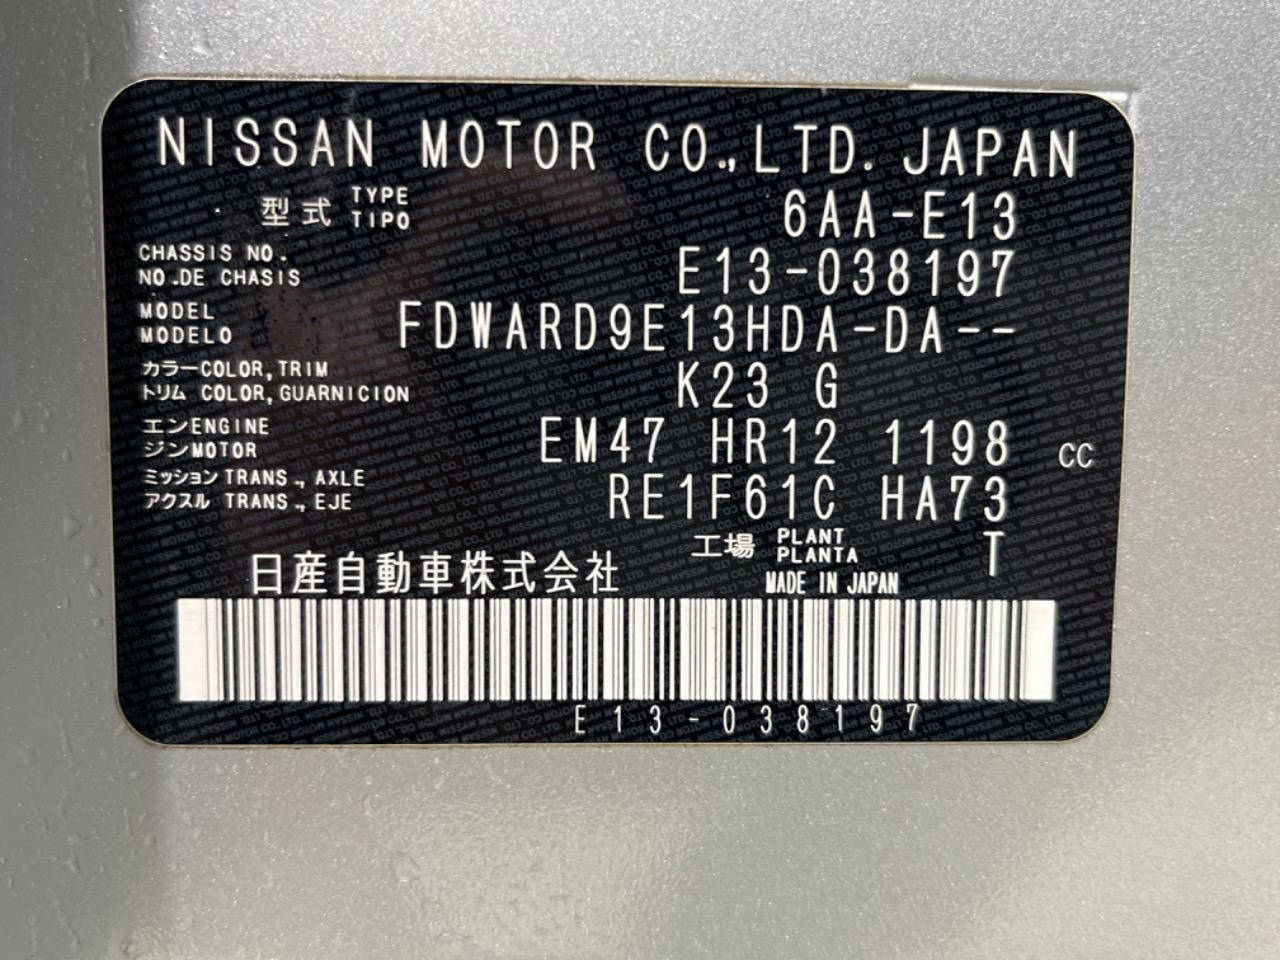 NISSAN MOTOR CO.,LTD. JAPAN
型式 TYPE TIPO 6AA-E13
CHASSIS NO.
NO.DE CHASIS E13-038197
MODEL
MODELO FDWARD9E13HDA-DA--
カラーCOLOR,TRIM
トリム COLOR,GUARNICION K23 G
エンENGINE
ジンMOTOR EM47 HR12 1198 CC
ミッションTRANS.,AXLE
アクスル TRANS.,EJE RE1F61C HA73
工場 PLANT PLANTA T
日産自動車株式会社 MADE IN JAPAN
E13-038197